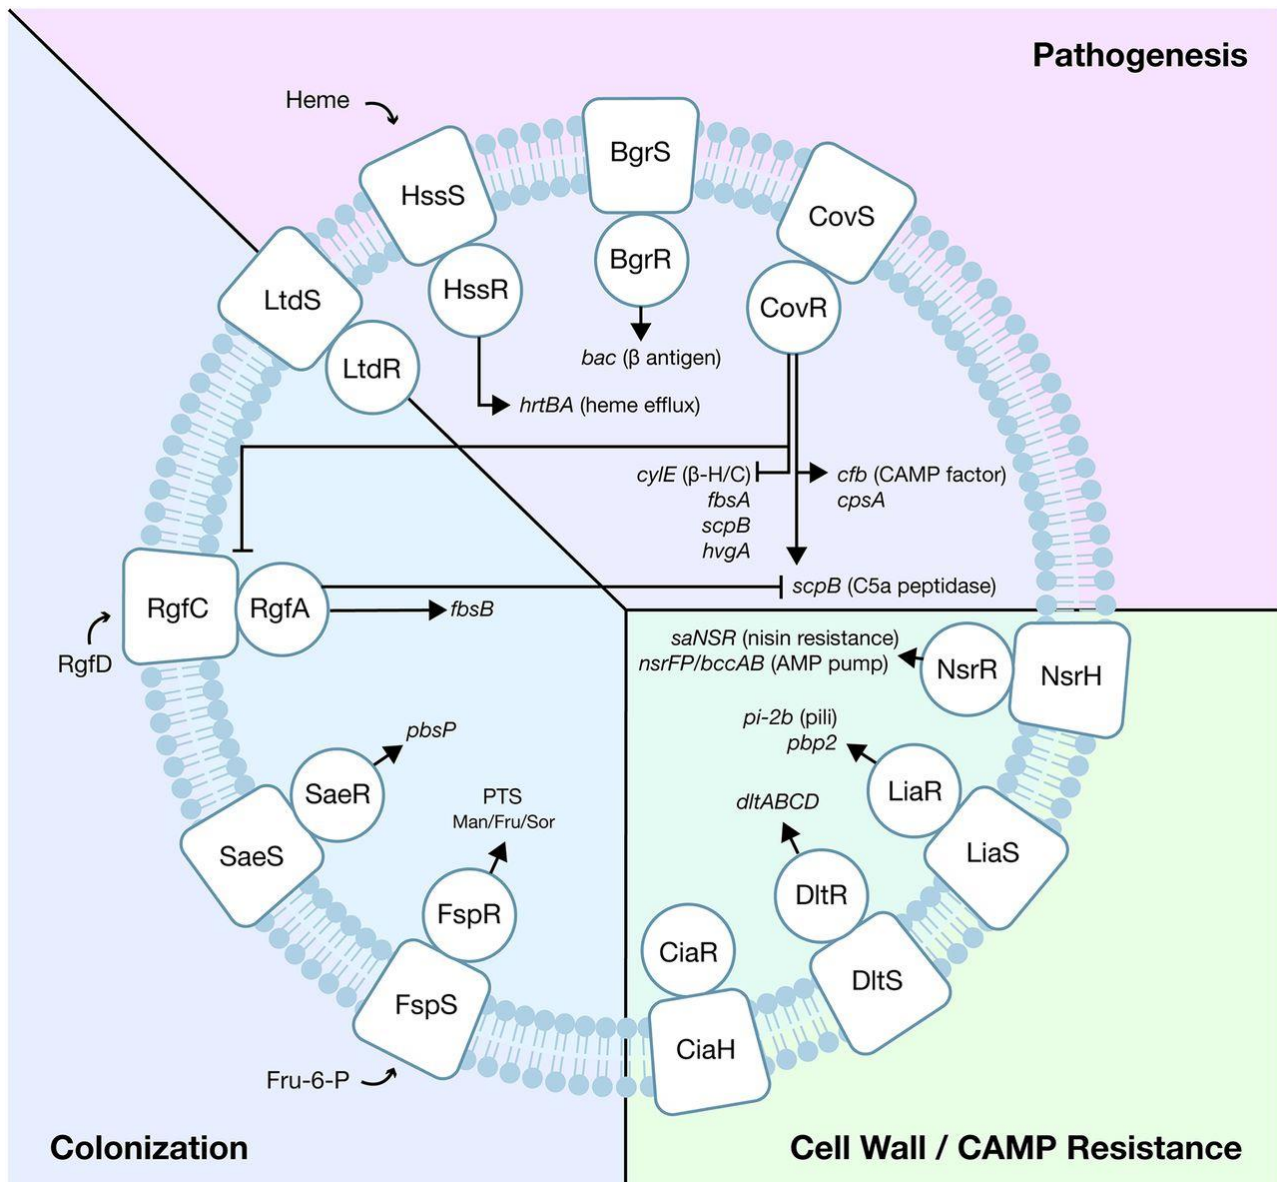 Pathogenesis
Heme
HssS
BgrS
CovS
HssR
BgrR
CovR
LtdS
LtdR
bac (β antigen)
hrtBA (heme efflux)
cylE (β-H/C)
fbsA
scpB
hvgA
cfb (CAMP factor)
cpsA
scpB (C5a peptidase)
RgfC
RgfA
fbsB
RgfD
saNSR (nisin resistance)
nsrFP/bccAB (AMP pump)
NsrR
NsrH
pi-2b (pili)
pbp2
LiaR
LiaS
dltABCD
DltR
DltS
CiaR
CiaH
pbsP
SaeR
SaeS
PTS
Man/Fru/Sor
FspR
FspS
Fru-6-P
Colonization
Cell Wall / CAMP Resistance